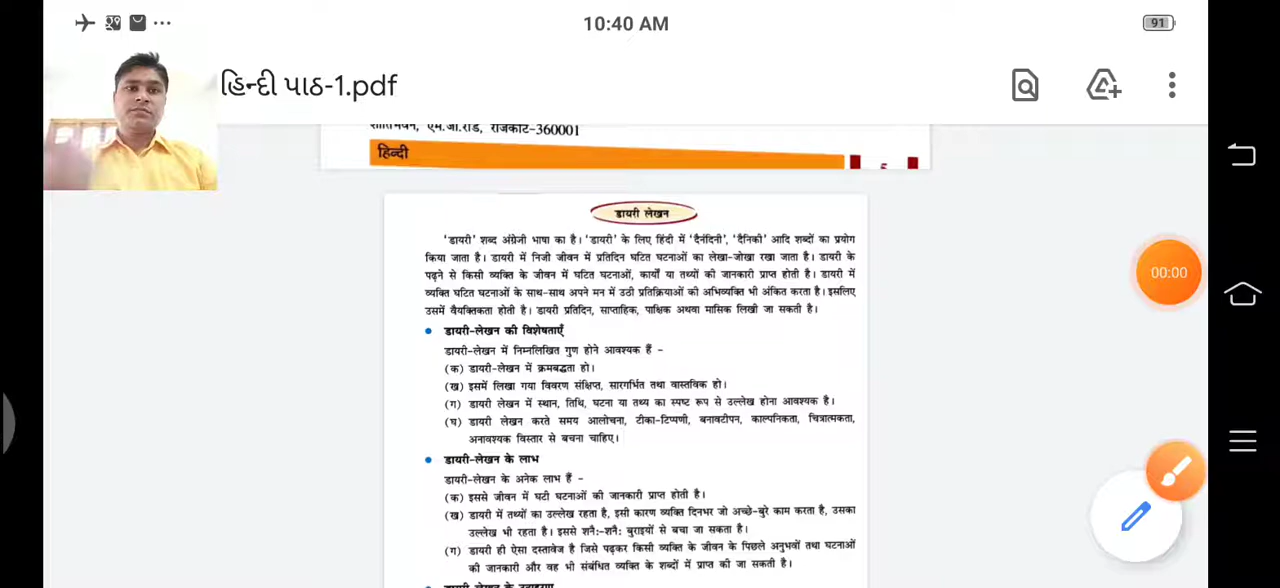 10:40 AM
91
હિન્દી પાઠ-1.pdf
शांतिभवन, एम.जी.रोड, राजकोट-360001
हिन्दी
5
00:00
डायरी लेखन
'डायरी' शब्द अंग्रेजी भाषा का है। 'डायरी' के लिए हिंदी में 'दैनंदिनी', 'दैनिकी' आदि शब्दों का प्रयोग
किया जाता है। डायरी में निजी जीवन में प्रतिदिन घटित घटनाओं का लेखा-जोखा रखा जाता है। डायरी के
पढ़ने से किसी व्यक्ति के जीवन में घटित घटनाओं, कार्यों या तथ्यों की जानकारी प्राप्त होती है। डायरी में
व्यक्ति घटित घटनाओं के साथ-साथ अपने मन में उठी प्रतिक्रियाओं की अभिव्यक्ति भी अंकित करता है। इसलिए
उसमें वैयक्तिकता होती है। डायरी प्रतिदिन, साप्ताहिक, पाक्षिक अथवा मासिक लिखी जा सकती है।
• डायरी-लेखन की विशेषताएँ
डायरी-लेखन में निम्नलिखित गुण होने आवश्यक हैं -
(क) डायरी-लेखन में क्रमबद्धता हो।
(ख) इसमें लिखा गया विवरण संक्षिप्त, सारगर्भित तथा वास्तविक हो।
(ग) डायरी लेखन में स्थान, तिथि, घटना या तथ्य का स्पष्ट रूप से उल्लेख होना आवश्यक है।
(घ) डायरी लेखन करते समय आलोचना, टीका-टिप्पणी, बनावटीपन, काल्पनिकता, चित्रात्मकता,
अनावश्यक विस्तार से बचना चाहिए।
• डायरी-लेखन के लाभ
डायरी-लेखन के अनेक लाभ हैं -
(क) इससे जीवन में घटी घटनाओं की जानकारी प्राप्त होती है।
(ख) डायरी में तथ्यों का उल्लेख रहता है, इसी कारण व्यक्ति दिनभर जो अच्छे-बुरे काम करता है, उसका
उल्लेख भी रहता है। इससे शनै:-शनै: बुराइयों से बचा जा सकता है।
(ग) डायरी ही ऐसा दस्तावेज है जिसे पढ़कर किसी व्यक्ति के जीवन के पिछले अनुभवों तथा घटनाओं
की जानकारी और वह भी संबंधित व्यक्ति के शब्दों में प्राप्त की जा सकती है।
• डायरी-लेखन के उदाहरण